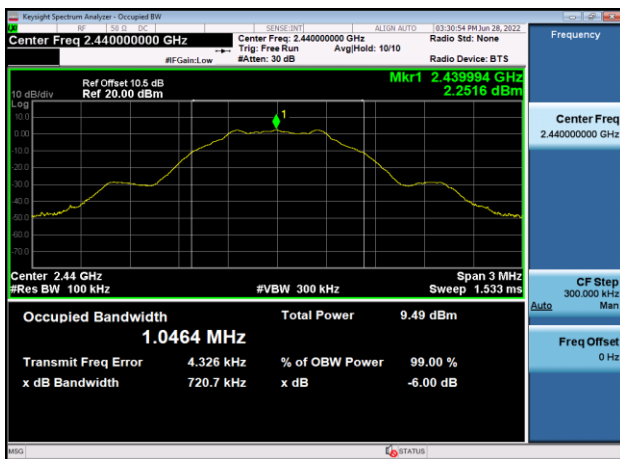 Keysight Spectrum Analyzer - Occupied BW
RF 50 Ω DC SENSE:INT ALIGN AUTO 03:30:54 PM Jun 28, 2022
Center Freq 2.440000000 GHz Center Freq: 2.440000000 GHz Radio Std: None Frequency
Trig: Free Run Avg|Hold: 10/10
#IFGain:Low #Atten: 30 dB Radio Device: BTS
Ref Offset 10.5 dB Mkr1 2.439994 GHz
10 dB/div Ref 20.00 dBm 2.2516 dBm
Log
10.0
1
0.00
Center Freq
2.440000000 GHz
-10.0
-20.0
-30.0
-40.0
-50.0
-60.0
-70.0
Center 2.44 GHz Span 3 MHz
#Res BW 100 kHz #VBW 300 kHz Sweep 1.533 ms
CF Step
300.000 kHz
Auto Man
Occupied Bandwidth Total Power 9.49 dBm
1.0464 MHz
Freq Offset
0 Hz
Transmit Freq Error 4.326 kHz % of OBW Power 99.00 %
x dB Bandwidth 720.7 kHz x dB -6.00 dB
MSG STATUS